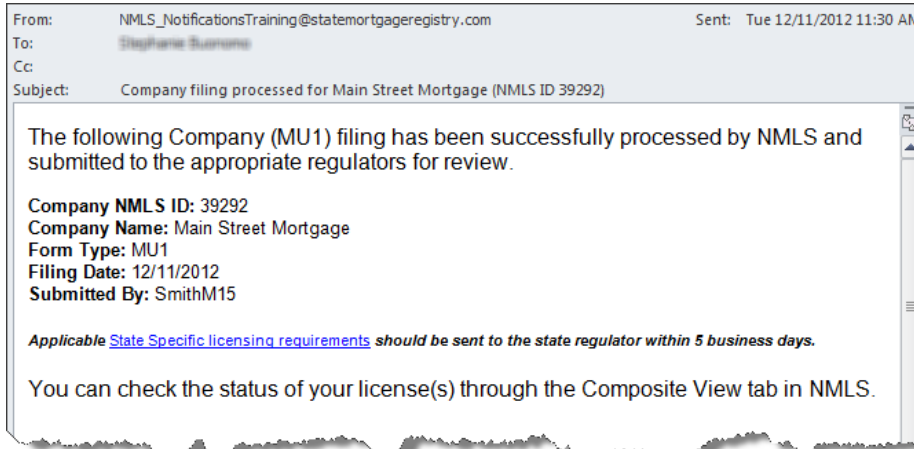 From: NMLS_NotificationsTraining@statemortgageregistry.com Sent: Tue 12/11/2012 11:30 AM
To:
Cc:
Subject: Company filing processed for Main Street Mortgage (NMLS ID 39292)
The following Company (MU1) filing has been successfully processed by NMLS and
submitted to the appropriate regulators for review.
Company NMLS ID: 39292
Company Name: Main Street Mortgage
Form Type: MU1
Filing Date: 12/11/2012
Submitted By: SmithM15
Applicable State Specific licensing requirements should be sent to the state regulator within 5 business days.
You can check the status of your license(s) through the Composite View tab in NMLS.